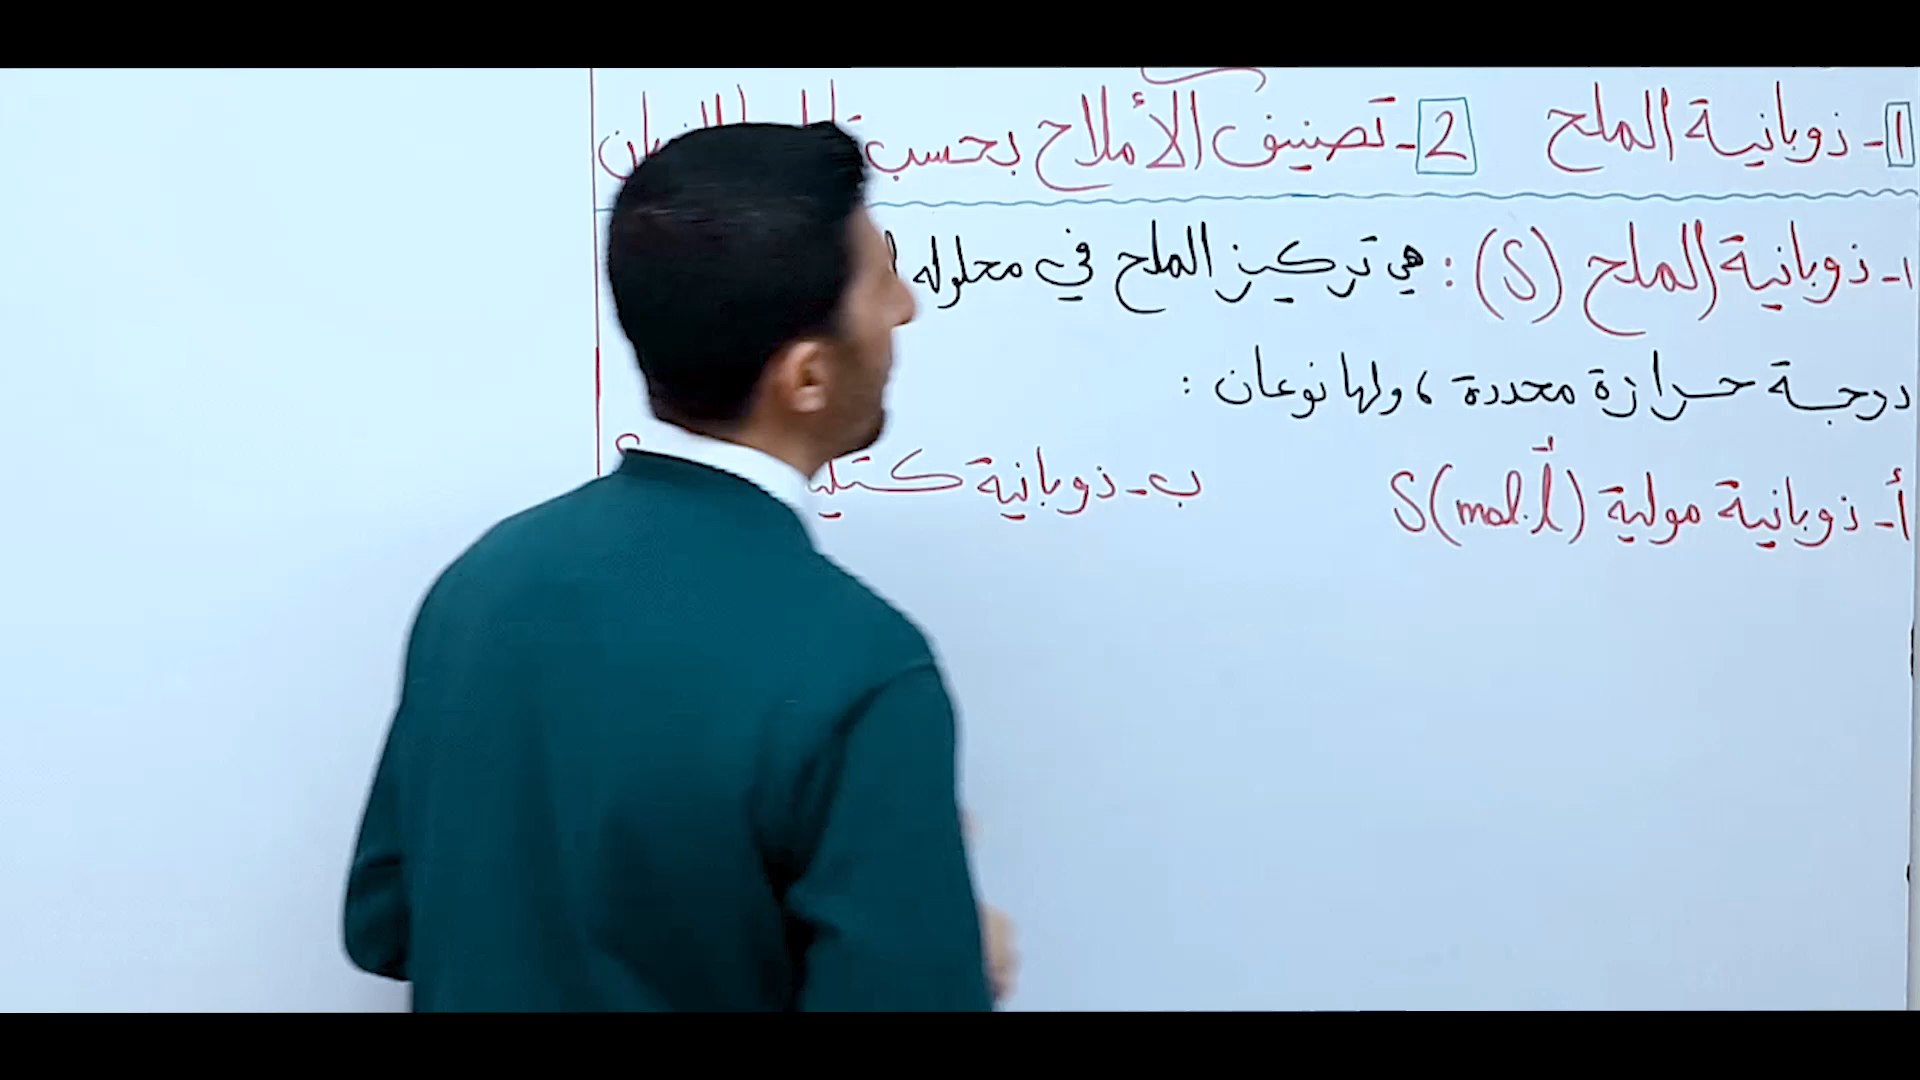 1- ذوبانية الملح 2- تصنيف الأملاح بحسب
1- ذوبانية الملح (S) : هي تركيز الملح في محلوله
درجة حرارة محددة ، ولها نوعان :
أ- ذوبانية مولية S(mol.l⁻¹) ب- ذوبانية